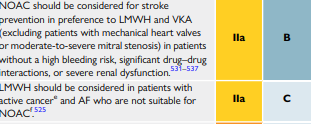 NOAC should be considered for stroke
prevention in preference to LMWH and VKA
(excluding patients with mechanical heart valves
or moderate-to-severe mitral stenosis) in patients
without a high bleeding risk, significant drug–drug
interactions, or severe renal dysfunction.531–537
IIa
B
LMWH should be considered in patients with
active cancere and AF who are not suitable for
NOAC.f525
IIa
C